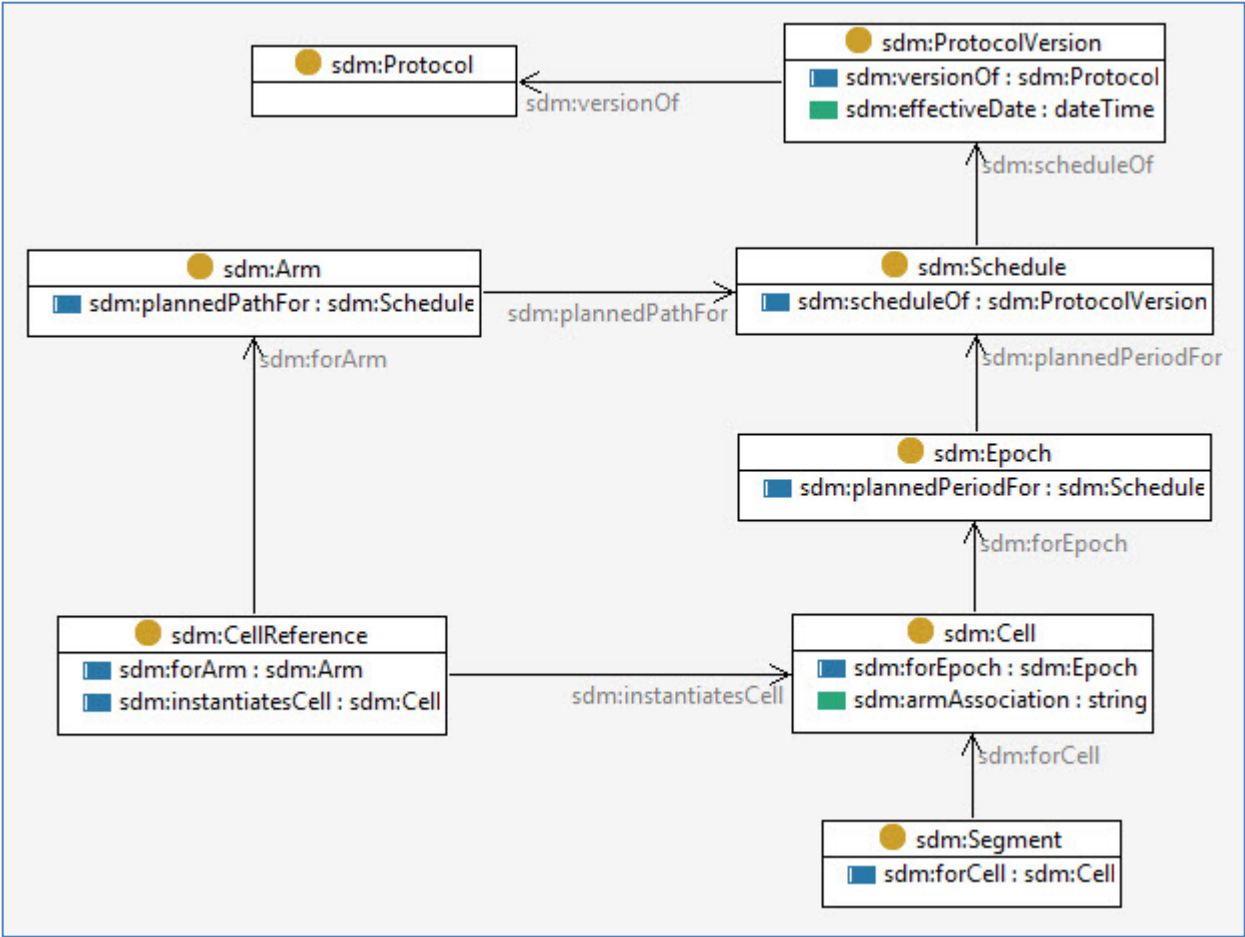 sdm:Protocol
sdm:ProtocolVersion
sdm:versionOf : sdm:Protocol
sdm:effectiveDate : dateTime
sdm:versionOf
sdm:scheduleOf
sdm:Arm
sdm:plannedPathFor : sdm:Schedule
sdm:plannedPathFor
sdm:Schedule
sdm:scheduleOf : sdm:ProtocolVersion
sdm:forArm
sdm:plannedPeriodFor
sdm:Epoch
sdm:plannedPeriodFor : sdm:Schedule
sdm:forEpoch
sdm:CellReference
sdm:forArm : sdm:Arm
sdm:instantiatesCell : sdm:Cell
sdm:instantiatesCell
sdm:Cell
sdm:forEpoch : sdm:Epoch
sdm:armAssociation : string
sdm:forCell
sdm:Segment
sdm:forCell : sdm:Cell